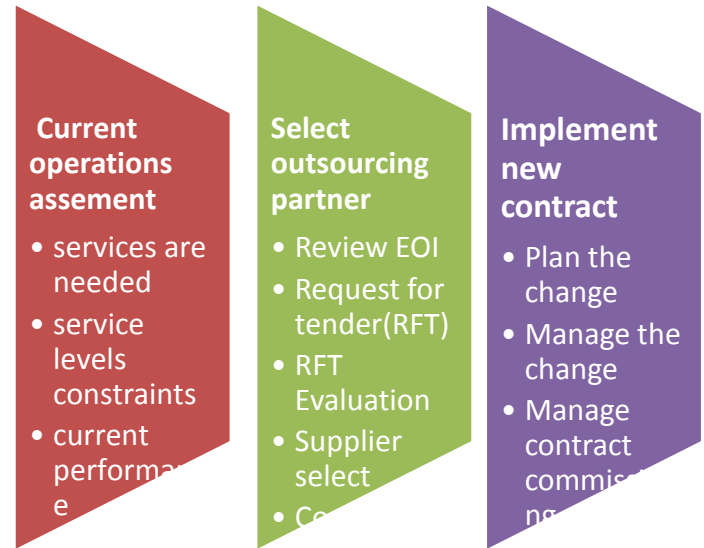 Current
operations
assement
• services are
needed
• service
levels
constraints
• current
e
Select
outsourcing
partner
• Review EOI
• Request for
tender(RFT)
• RFT
Evaluation
• Supplier
select
Implement
new
contract
• Plan the
change
• Manage the
change
• Manage
contract
ng